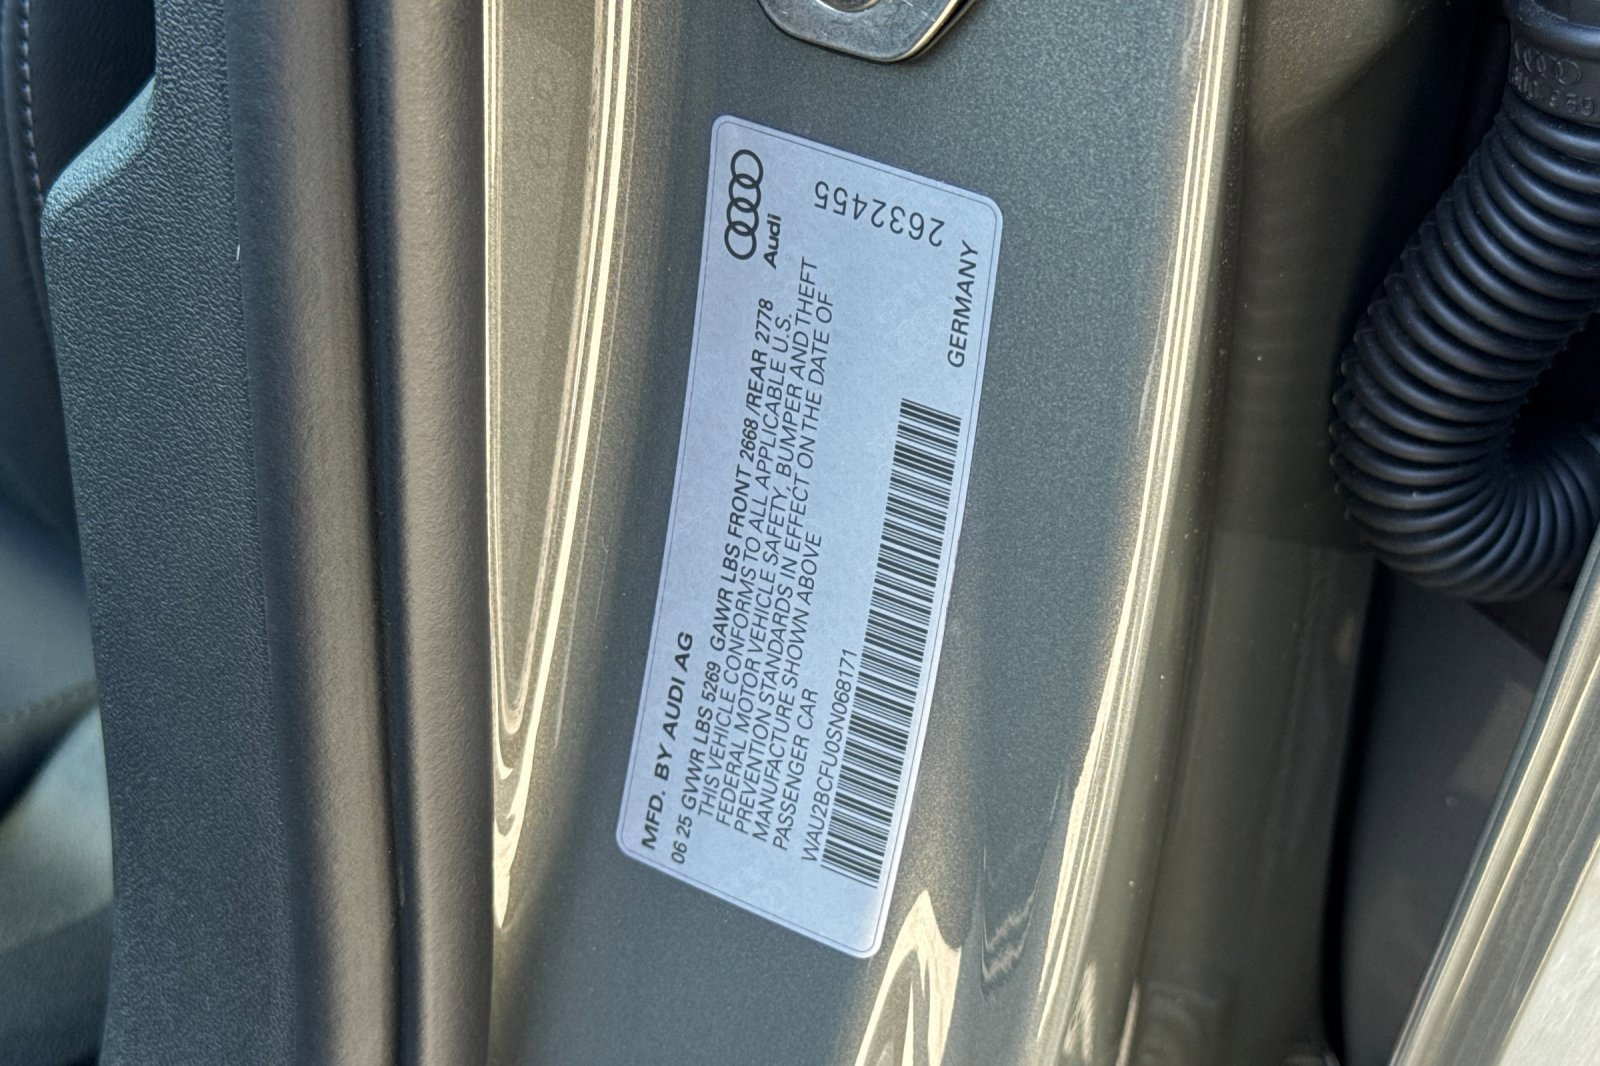 Audi
2632455
MFD. BY AUDI AG
06 25 GVWR LBS 5269 GAWR LBS FRONT 2668 /REAR 2778
THIS VEHICLE CONFORMS TO ALL APPLICABLE U.S.
FEDERAL MOTOR VEHICLE SAFETY, BUMPER AND THEFT
PREVENTION STANDARDS IN EFFECT ON THE DATE OF
MANUFACTURE SHOWN ABOVE
PASSENGER CAR
WAU2BCFU0SN068171
GERMANY